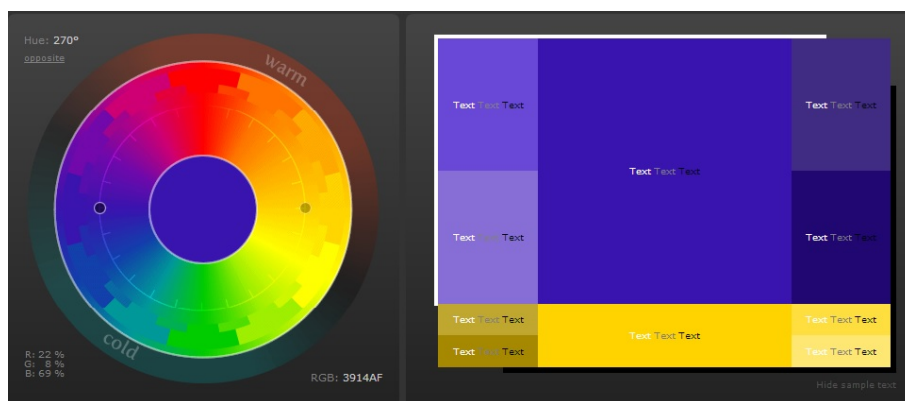 Hue: 270°
opposite
warm
cold
R: 22 %
G: 8 %
B: 69 %
RGB: 3914AF
Text Text Text
Text Text Text
Text Text Text
Text Text Text
Text Text Text
Text Text Text
Text Text Text
Text Text Text
Text Text Text
Text Text Text
Hide sample text